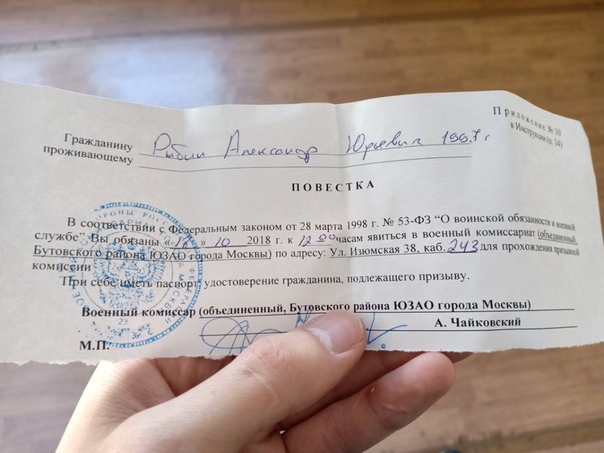 Приложение № 30
к Инструкции (п. 34)
Гражданину Рыбин Александр Юрьевич 1997 г
проживающему
ПОВЕСТКА
В соответствии с Федеральным законом от 28 марта 1998 г. № 53-ФЗ “О воинской обязанности и военной
службе” Вы обязаны « 17 » 10 2018 г. к 12 00 часам явиться в военный комиссариат (объединенный,
Бутовского района ЮЗАО города Москвы) по адресу: Ул. Изюмская 38, каб. 243 для прохождения призывной
комиссии
При себе иметь паспорт, удостоверение гражданина, подлежащего призыву.
Военный комиссар (объединенный, Бутовского района ЮЗАО города Москвы)
А. Чайковский
М.П.